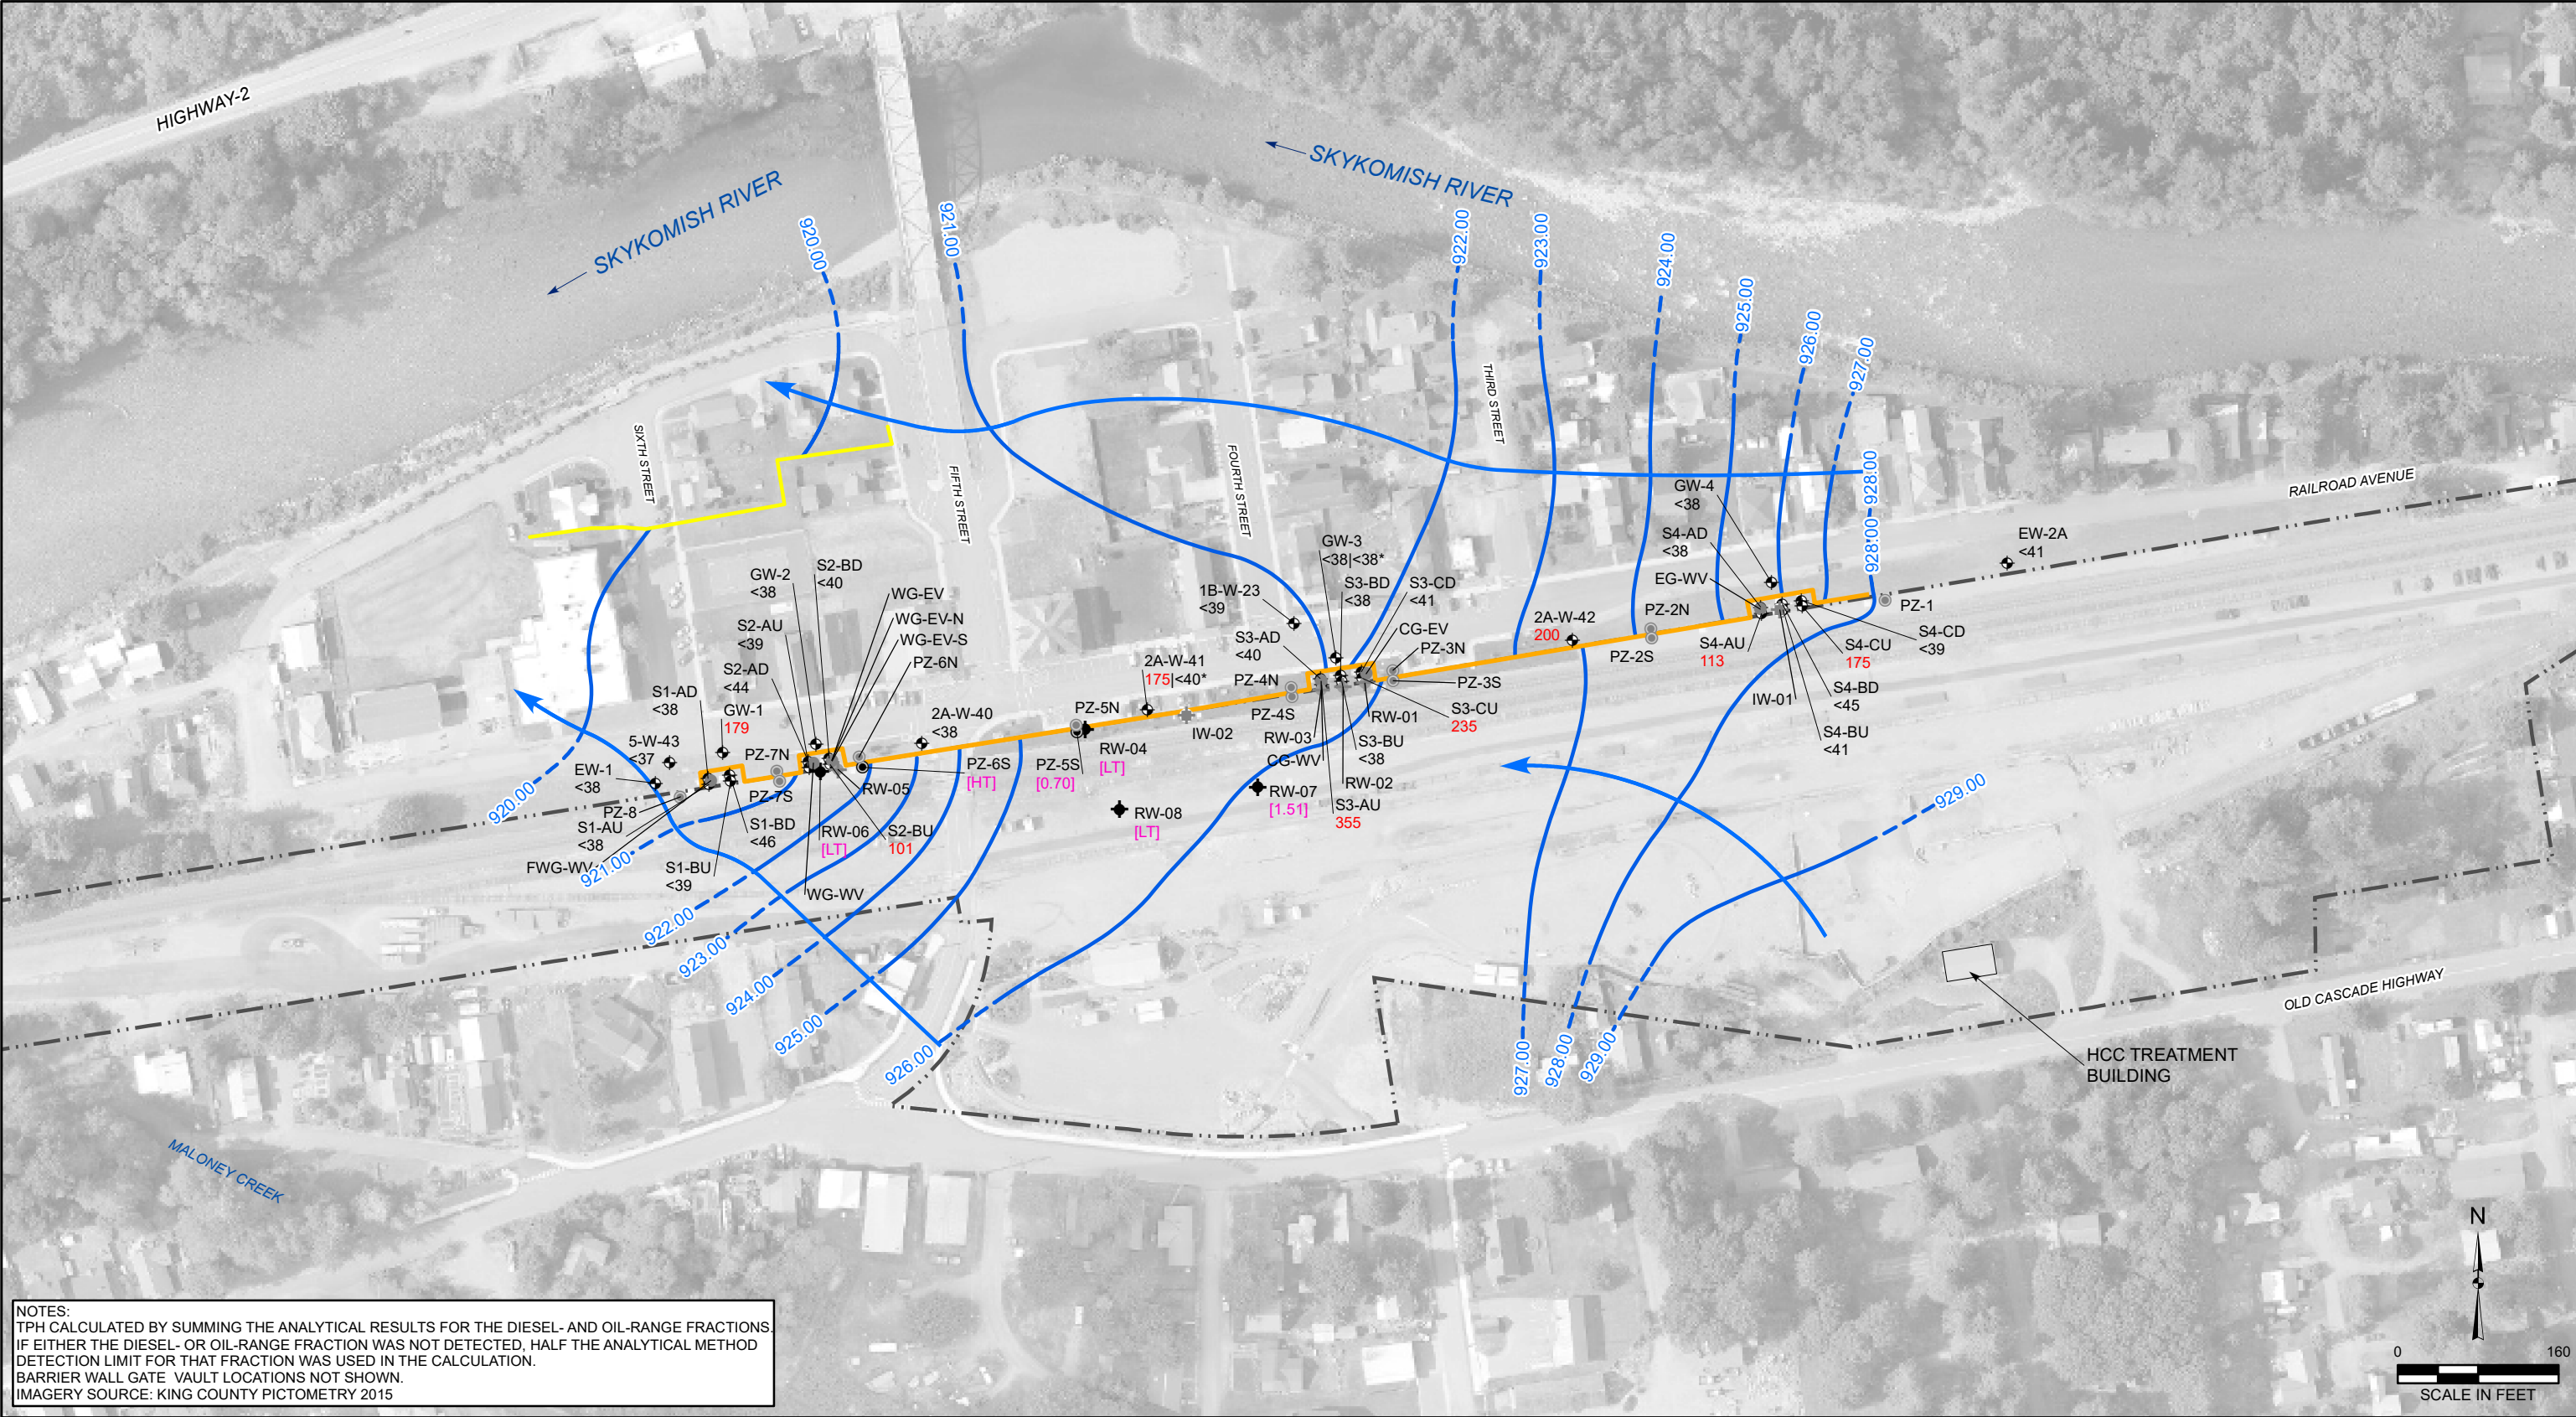 HIGHWAY-2
SKYKOMISH RIVER
SKYKOMISH RIVER
920.00
921.00
922.00
923.00
924.00
925.00
926.00
927.00
928.00
928.00
SIXTH STREET
FIFTH STREET
FOURTH STREET
THIRD STREET
RAILROAD AVENUE
EW-2A
<41
GW-4
<38
S4-AD
<38
EG-WV
PZ-1
S4-CD
<39
S4-CU
175
S4-BD
<45
S4-BU
<41
IW-01
S4-AU
113
PZ-2N
PZ-2S
2A-W-42
200
GW-3
<38|<38*
S3-BD
<38
S3-CD
<41
1B-W-23
<39
S3-AD
<40
CG-EV
PZ-3N
PZ-3S
S3-CU
235
RW-01
PZ-4N
PZ-4S
RW-03
CG-WV
S3-BU
<38
RW-02
S3-AU
355
RW-07
[1.51]
IW-02
2A-W-41
175|<40*
PZ-5N
RW-04
[LT]
PZ-5S
[0.70]
RW-08
[LT]
2A-W-40
<38
PZ-6S
[HT]
GW-2
<38
S2-BD
<40
WG-EV
WG-EV-N
WG-EV-S
PZ-6N
S2-AU
<39
S2-AD
<44
RW-05
S2-BU
101
RW-06
[LT]
WG-WV
S1-AD
<38
GW-1
179
PZ-7N
PZ-7S
5-W-43
<37
EW-1
<38
PZ-8
S1-AU
<38
FWG-WV
S1-BD
<46
S1-BU
<39
920.00
921.00
922.00
923.00
924.00
925.00
926.00
927.00
928.00
929.00
929.00
OLD CASCADE HIGHWAY
HCC TREATMENT
BUILDING
MALONEY CREEK
NOTES:
TPH CALCULATED BY SUMMING THE ANALYTICAL RESULTS FOR THE DIESEL- AND OIL-RANGE FRACTIONS.
IF EITHER THE DIESEL- OR OIL-RANGE FRACTION WAS NOT DETECTED, HALF THE ANALYTICAL METHOD
DETECTION LIMIT FOR THAT FRACTION WAS USED IN THE CALCULATION.
BARRIER WALL GATE VAULT LOCATIONS NOT SHOWN.
IMAGERY SOURCE: KING COUNTY PICTOMETRY 2015
N
0 160
SCALE IN FEET